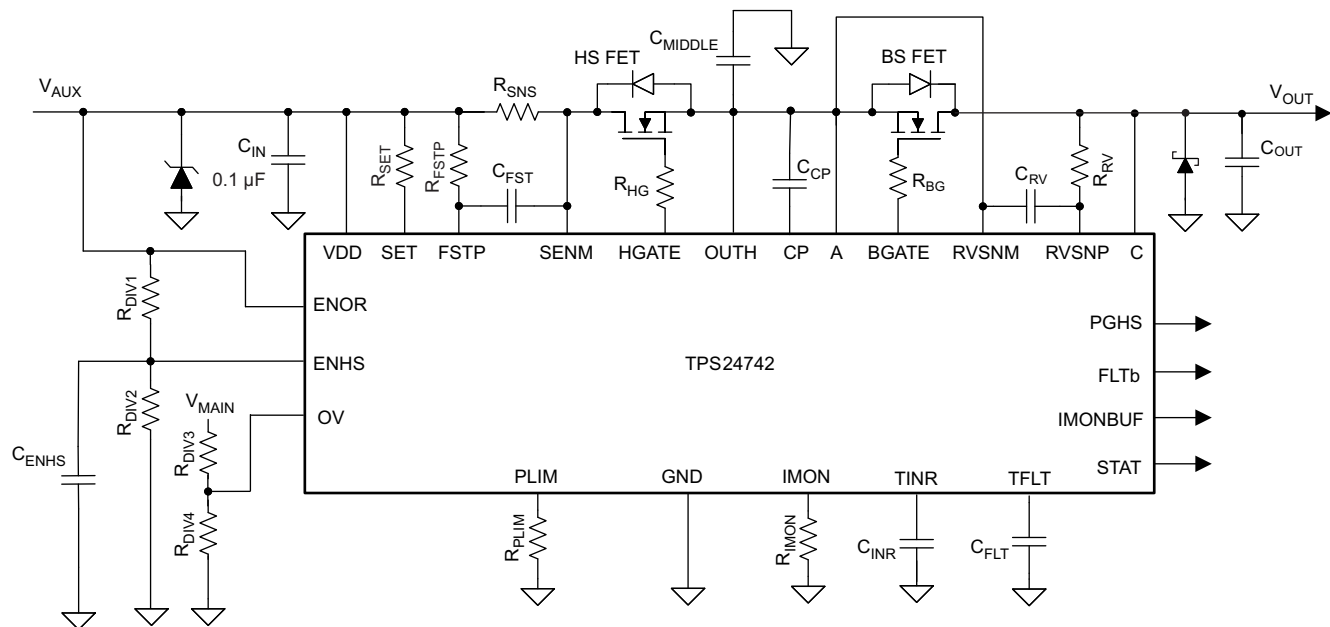 C_MIDDLE
HS FET
BS FET
V_AUX
R_SNS
V_OUT
C_IN
0.1 µF
R_SET
R_FSTP
C_FST
R_HG
C_CP
R_BG
C_RV
R_RV
C_OUT
VDD
SET
FSTP
SENM
HGATE
OUTH
CP
A
BGATE
RVSNM
RVSNP
C
R_DIV1
ENOR
PGHS
ENHS
TPS24742
FLTb
R_DIV2
V_MAIN
OV
IMONBUF
C_ENHS
R_DIV3
STAT
PLIM
GND
IMON
TINR
TFLT
R_DIV4
R_PLIM
R_IMON
C_INR
C_FLT